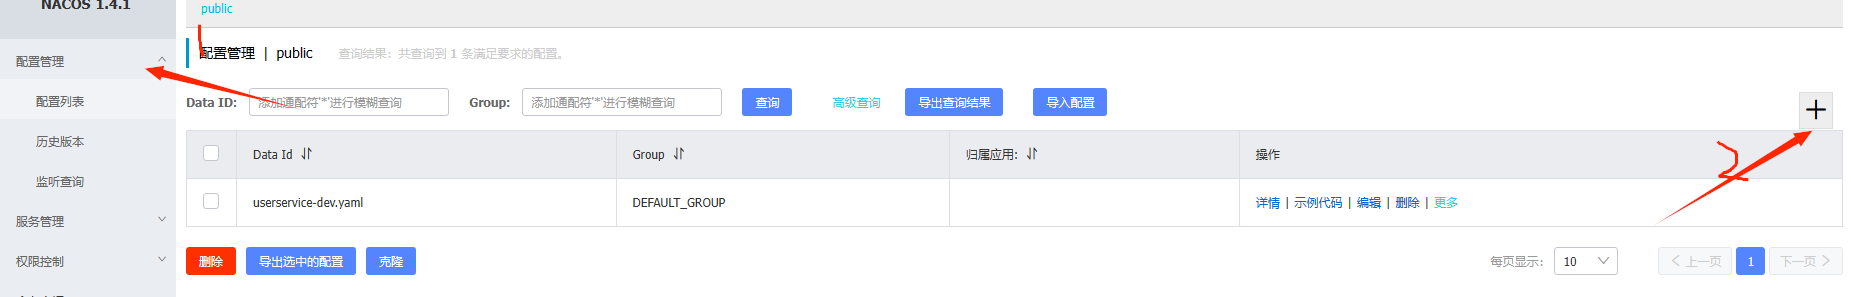 NACOS 1.4.1
public
配置管理
配置列表
历史版本
监听查询
服务管理
权限控制
1
配置管理 | public 查询结果：共查询到 1 条满足要求的配置。
Data ID: 添加通配符'*'进行模糊查询 Group: 添加通配符'*'进行模糊查询 查询 高级查询 导出查询结果 导入配置
Data Id Group 归属应用: 操作
2
userservice-dev.yaml DEFAULT_GROUP 详情 | 示例代码 | 编辑 | 删除 | 更多
删除 导出选中的配置 克隆 每页显示: 10 上一页 1 下一页